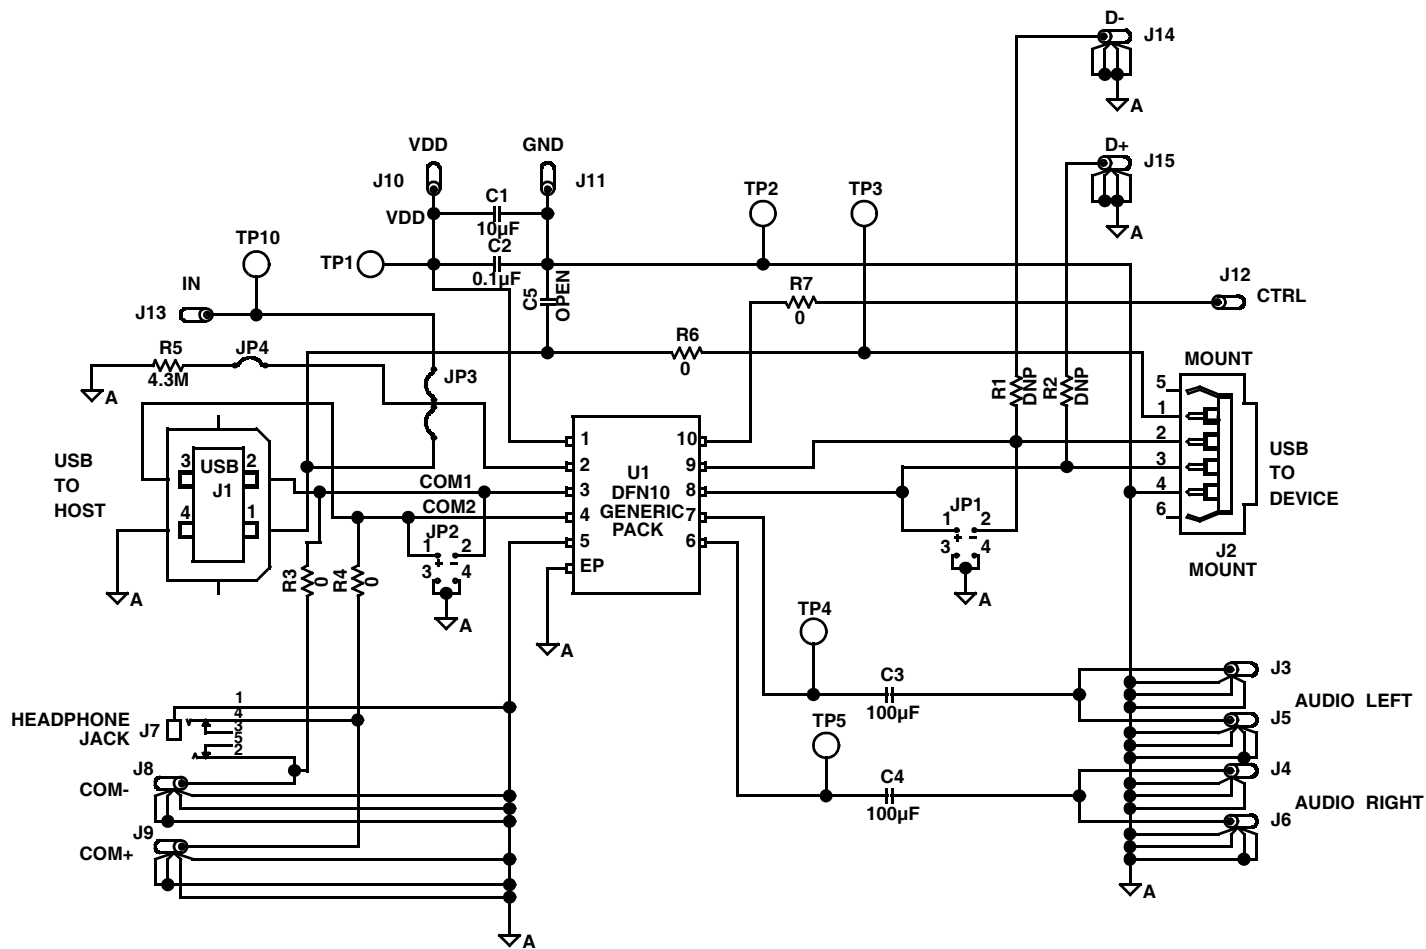 D-
J14
A
D+
J15
A
VDD
GND
J10
J11
C1
VDD
10µF
C2
TP1
0.1µF
C5
OPEN
TP2
TP3
TP10
IN
J13
R7
0
J12
CTRL
R5
4.3M
JP4
A
JP3
R6
0
R1
DNP
R2
DNP
MOUNT
5
1
2
3
4
6
USB
TO
DEVICE
J2
MOUNT
USB
TO
HOST
3
2
USB
J1
4
1
A
COM1
COM2
JP2
1
2
3
4
A
R3
0
R4
0
1
2
3
4
5
EP
U1
DFN10
GENERIC
PACK
10
9
8
7
6
A
JP1
1
2
3
4
A
TP4
C3
100µF
TP5
C4
100µF
J3
AUDIO LEFT
J5
J4
AUDIO RIGHT
J6
A
HEADPHONE
JACK
J7
1
4
3
5
2
J8
COM-
J9
COM+
A